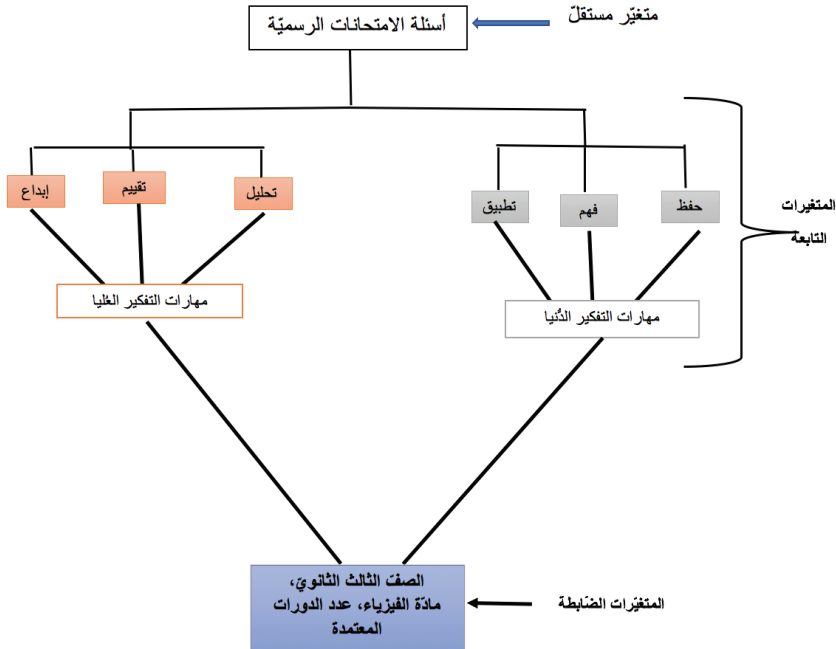 متغيّر مستقلّ
أسئلة الامتحانات الرسميّة
حفظ
فهم
تطبيق
تحليل
تقييم
إبداع
المتغيرات
التابعة
مهارات التفكير الدُّنيا
مهارات التفكير العُليا
الصفّ الثالث الثانويّ،
مادّة الفيزياء، عدد الدورات
المعتمدة
المتغيّرات الضّابطة